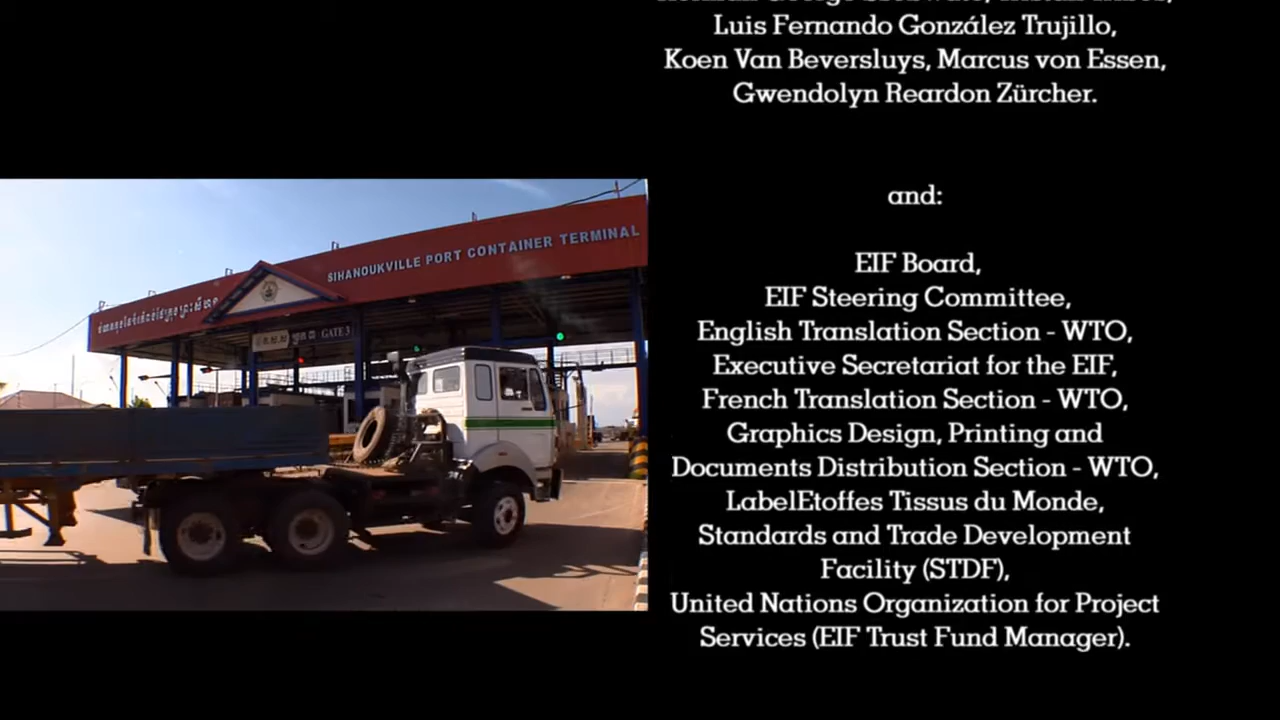 Luis Fernando González Trujillo,
Koen Van Beversluys, Marcus von Essen,
Gwendolyn Reardon Zürcher.
and:
EIF Board,
EIF Steering Committee,
English Translation Section - WTO,
Executive Secretariat for the EIF,
French Translation Section - WTO,
Graphics Design, Printing and
Documents Distribution Section - WTO,
LabelEtoffes Tissus du Monde,
Standards and Trade Development
Facility (STDF),
United Nations Organization for Project
Services (EIF Trust Fund Manager).
SIHANOUKVILLE PORT CONTAINER TERMINAL
GATE 3